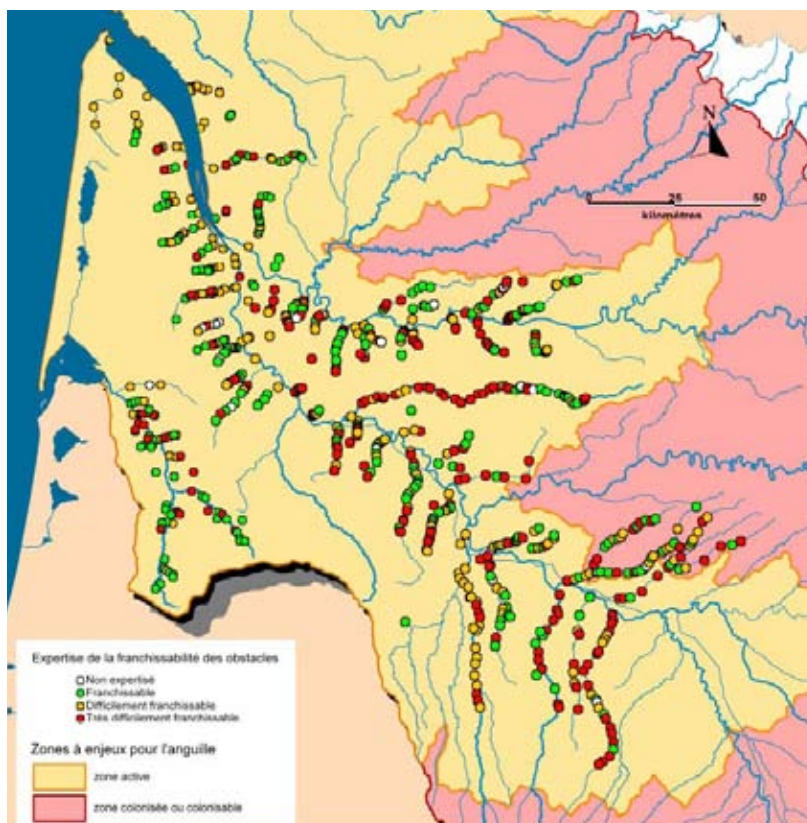 N
0 25 50
kilomètres
Expertise de la franchissabilité des obstacles
Non expertisé
Franchissable
Difficilement franchissable
Très difficilement franchissable
Zones à enjeux pour l'anguille
zone active
zone colonisée ou colonisable